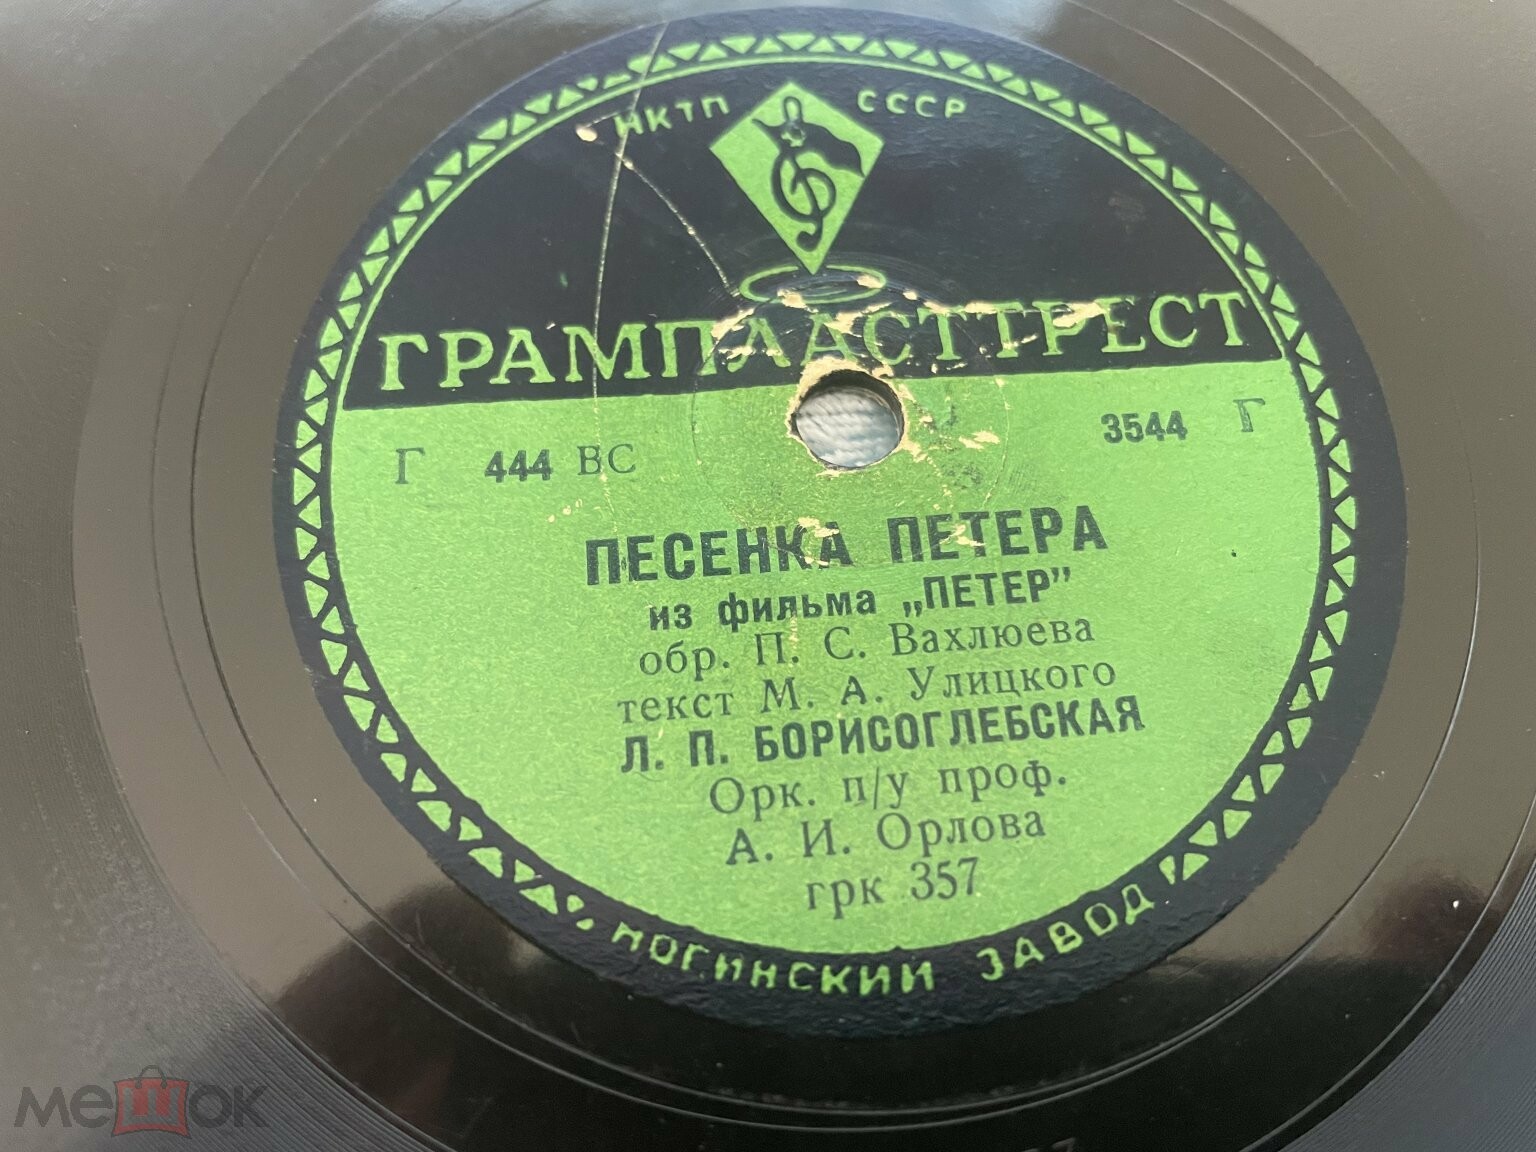 НКТП СССР
ГРАМПЛАСТТРЕСТ
Г 444 ВС 3544 Г
ПЕСЕНКА ПЕТЕРА
из фильма „ПЕТЕР"
обр. П. С. Вахлюева
текст М. А. Улицкого
Л. П. БОРИСОГЛЕБСКАЯ
Орк. п/у проф.
А. И. Орлова
грк 357
НОГИНСКИЙ ЗАВОД
мешок